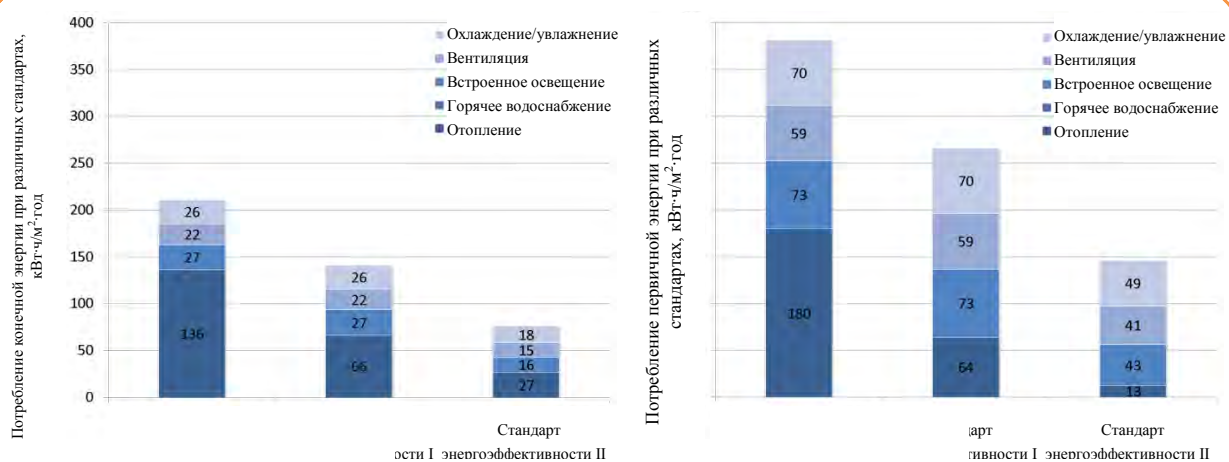 Потребление конечной энергии при различных стандартах,
кВт·ч/м²·год
400
350
300
250
200
150
100
50
0
Охлаждение/увлажнение
Вентиляция
Встроенное освещение
Горячее водоснабжение
Отопление
26
22
27
136
26
22
27
66
18
15
16
27
Стандарт
ости I энергоэффективности II
Потребление первичной энергии при различных
стандартах, кВт·ч/м²·год
Охлаждение/увлажнение
Вентиляция
Встроенное освещение
Горячее водоснабжение
Отопление
70
59
73
180
70
59
73
64
49
41
43
13
дарт
Стандарт
тивности I энергоэффективности II